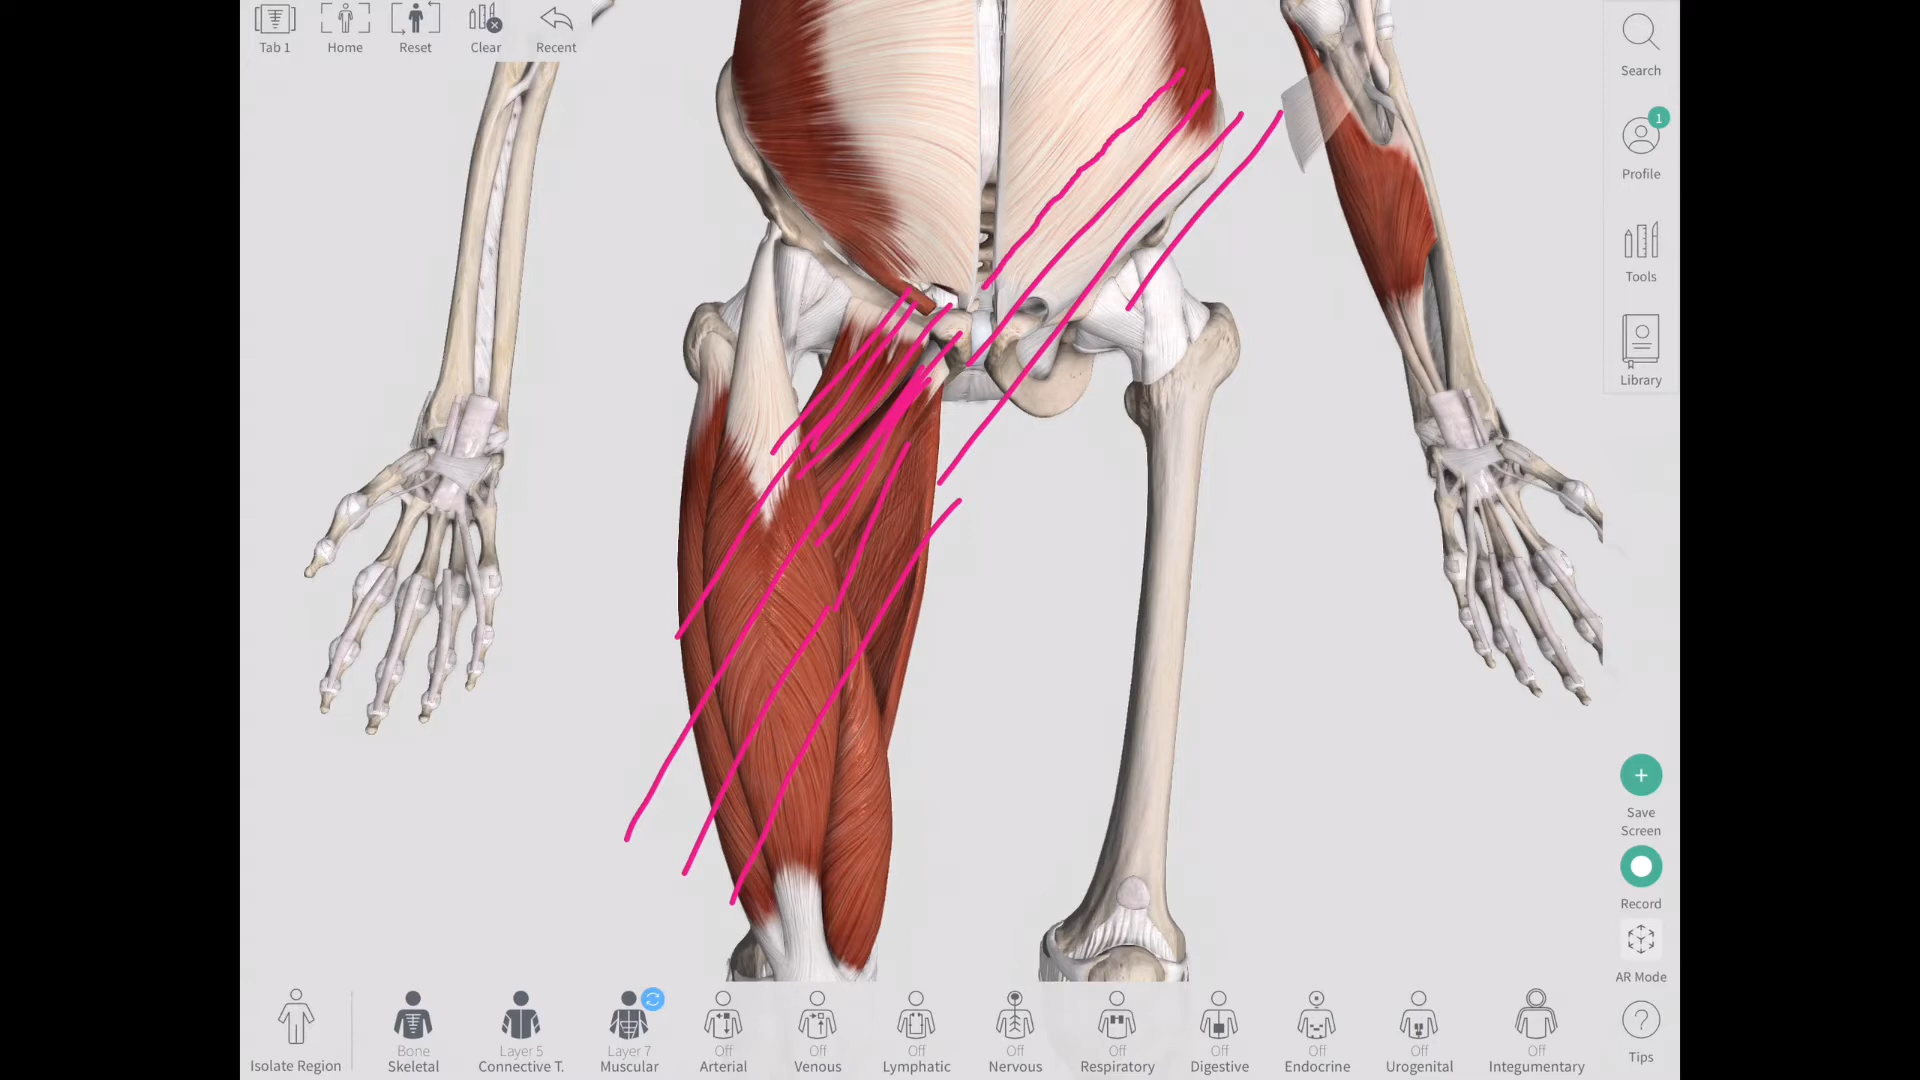 Tab 1
Home
Reset
Clear
Recent
Search
1
Profile
Tools
Library
+
Save
Screen
Record
AR Mode
?
Tips
Isolate Region
Bone
Skeletal
Layer 5
Connective T.
Layer 7
Muscular
Off
Arterial
Off
Venous
Off
Lymphatic
Off
Nervous
Off
Respiratory
Off
Digestive
Off
Endocrine
Off
Urogenital
Off
Integumentary